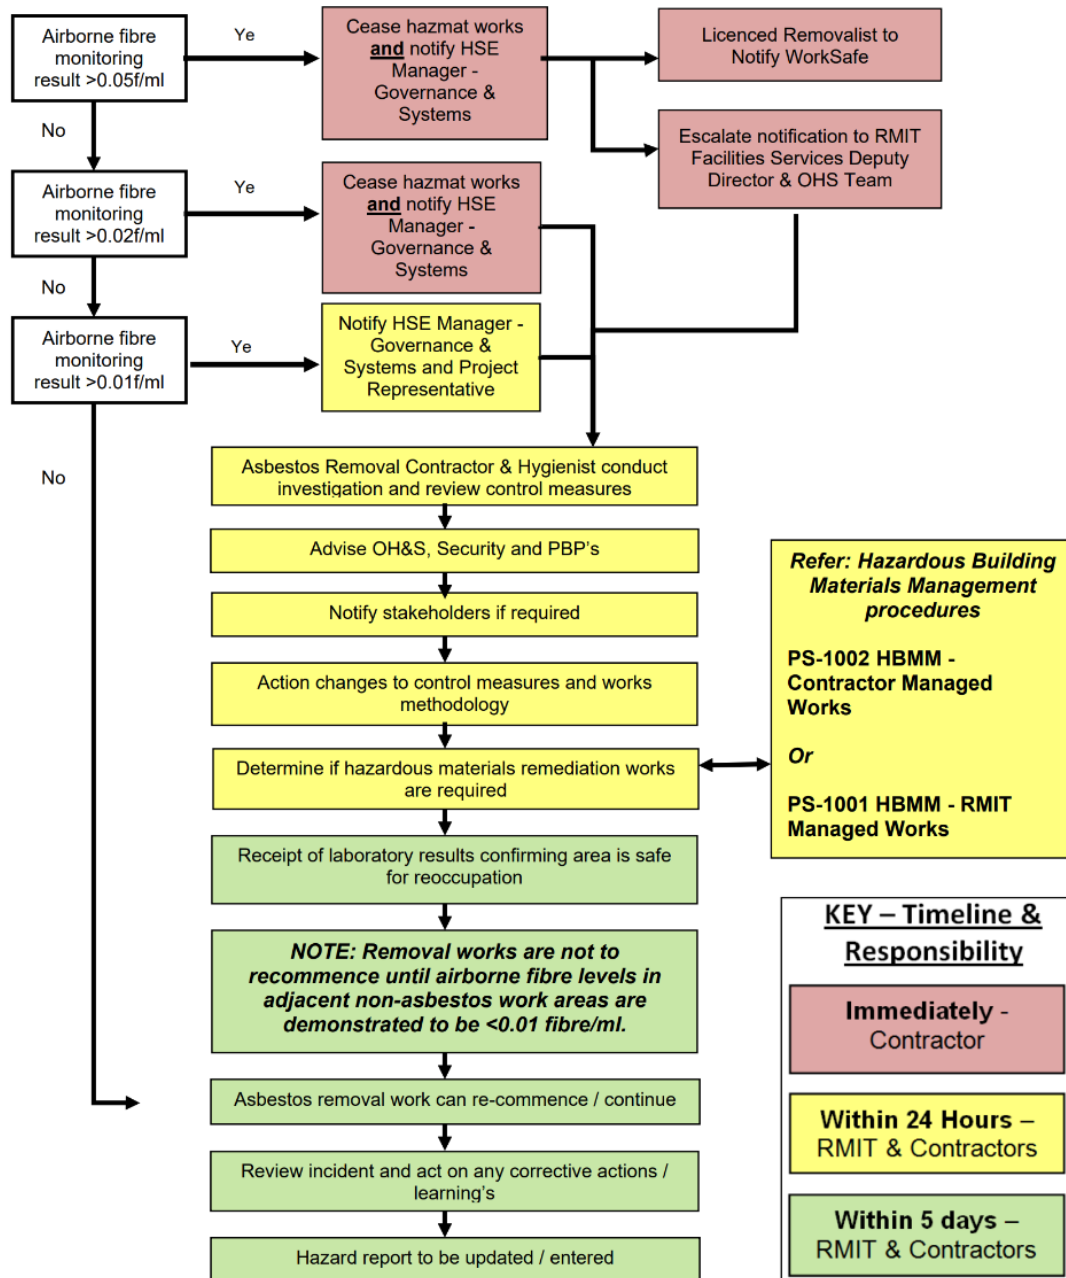 Airborne fibre
monitoring
result >0.05f/ml
Ye
Cease hazmat works
and notify HSE
Manager -
Governance &
Systems
Licenced Removalist to
Notify WorkSafe
No
Escalate notification to RMIT
Facilities Services Deputy
Director & OHS Team
Airborne fibre
monitoring
result >0.02f/ml
Ye
Cease hazmat works
and notify HSE
Manager -
Governance &
Systems
No
Airborne fibre
monitoring
result >0.01f/ml
Ye
Notify HSE Manager -
Governance &
Systems and Project
Representative
No
Asbestos Removal Contractor & Hygienist conduct
investigation and review control measures
Advise OH&S, Security and PBP's
Notify stakeholders if required
Action changes to control measures and works
methodology
Determine if hazardous materials remediation works
are required
Refer: Hazardous Building
Materials Management
procedures
PS-1002 HBMM -
Contractor Managed
Works
Or
PS-1001 HBMM - RMIT
Managed Works
Receipt of laboratory results confirming area is safe
for reoccupation
NOTE: Removal works are not to
recommence until airborne fibre levels in
adjacent non-asbestos work areas are
demonstrated to be <0.01 fibre/ml.
Asbestos removal work can re-commence / continue
Review incident and act on any corrective actions /
learning's
Hazard report to be updated / entered
KEY – Timeline &
Responsibility
Immediately -
Contractor
Within 24 Hours –
RMIT & Contractors
Within 5 days –
RMIT & Contractors